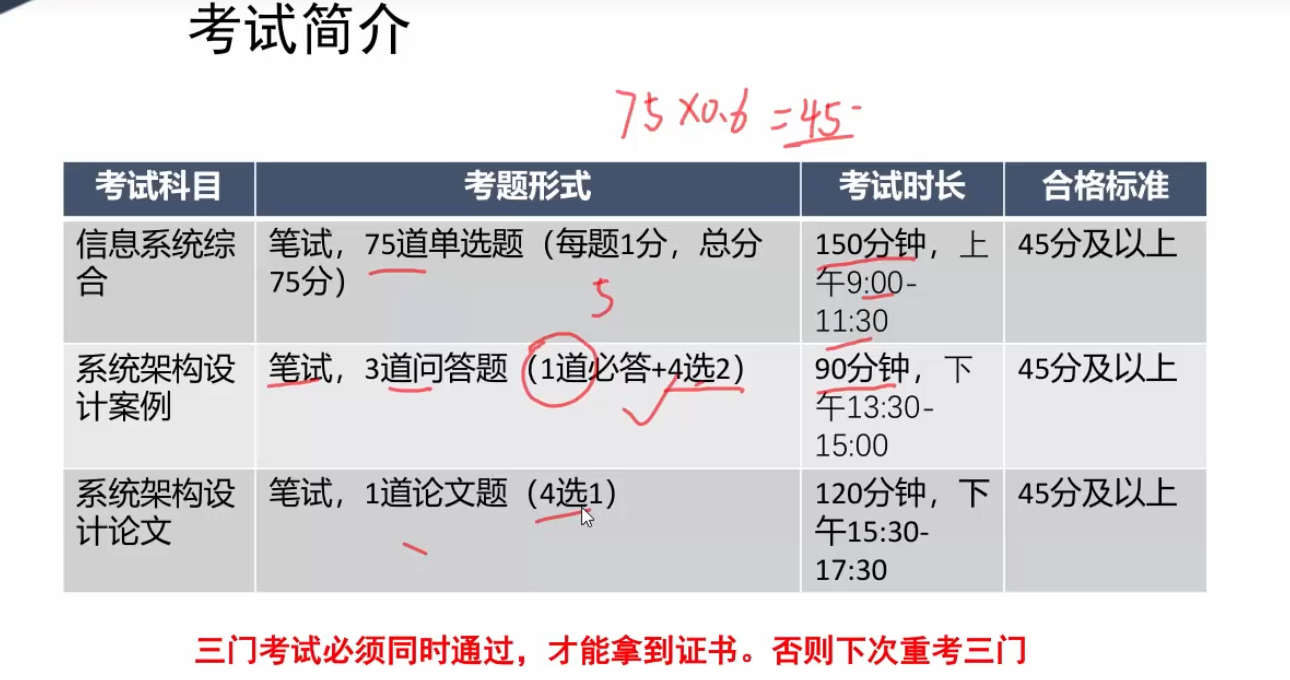 考试简介
75×0.6=45
考试科目 考题形式 考试时长 合格标准
信息系统综 笔试，75道单选题（每题1分，总分 150分钟，上 45分及以上
合 75分） 午9:00-
5
11:30
系统架构设 笔试，3道问答题（1道必答+4选2） 90分钟，下 45分及以上
计案例 午13:30-
15:00
系统架构设 笔试，1道论文题（4选1） 120分钟，下 45分及以上
计论文 午15:30-
17:30
三门考试必须同时通过，才能拿到证书。否则下次重考三门